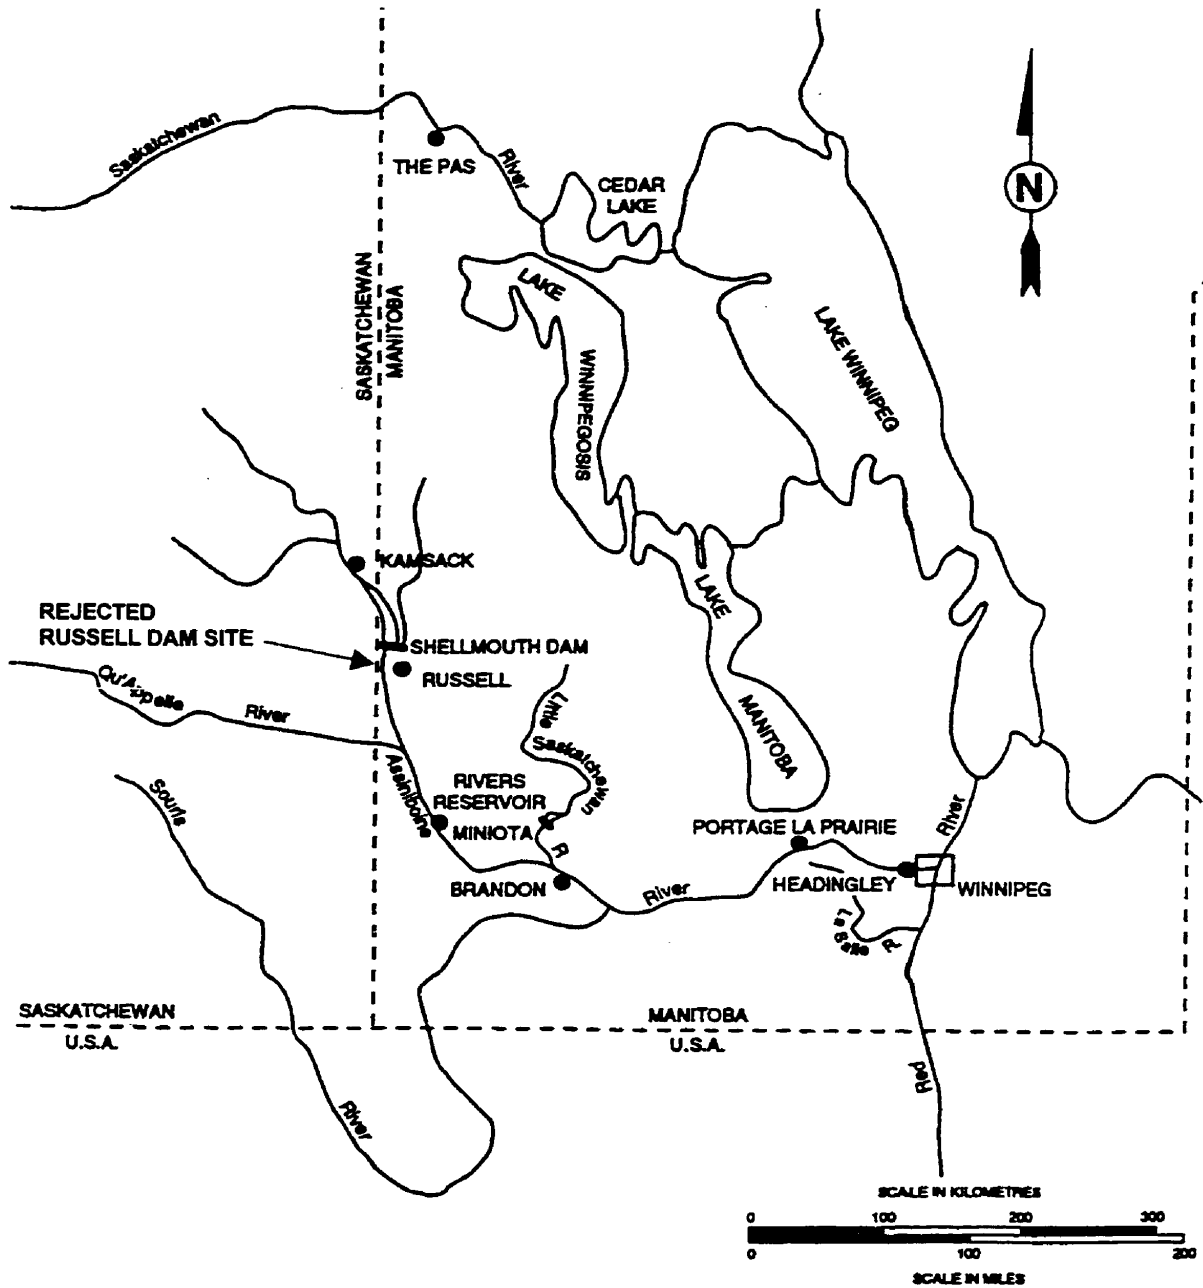 Saskatchewan
River
THE PAS
CEDAR
LAKE
N
SASKATCHEWAN
MANITOBA
LAKE
WINNIPEGOSIS
LAKE WINNIPEG
KAMSACK
REJECTED
RUSSELL DAM SITE
SHELLMOUTH DAM
RUSSELL
LAKE
MANITOBA
Qu'Appelle
River
Little
Saskatchewan
R
Souris
Assiniboine
RIVERS
RESERVOIR
MINIOTA
BRANDON
River
PORTAGE LA PRAIRIE
HEADINGLEY
WINNIPEG
River
La Salle
R.
SASKATCHEWAN
U.S.A.
MANITOBA
U.S.A.
Red
River
SCALE IN KILOMETRES
0 100 200 300
0 100 200
SCALE IN MILES